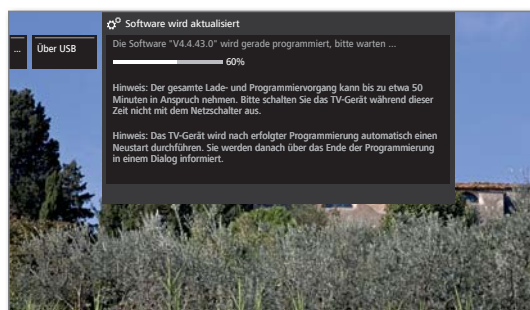 Software wird aktualisiert
... Über USB
Die Software "V4.4.43.0" wird gerade programmiert, bitte warten ...
60%
Hinweis: Der gesamte Lade- und Programmiervorgang kann bis zu etwa 50
Minuten in Anspruch nehmen. Bitte schalten Sie das TV-Gerät während dieser
Zeit nicht mit dem Netzschalter aus.
Hinweis: Das TV-Gerät wird nach erfolgter Programmierung automatisch einen
Neustart durchführen. Sie werden danach über das Ende der Programmierung
in einem Dialog informiert.